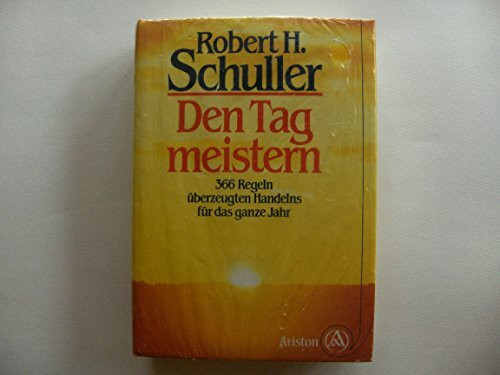 Robert H.
Schuller
Den Tag
meistern
366 Regeln
überzeugten Handelns
für das ganze Jahr
Ariston A